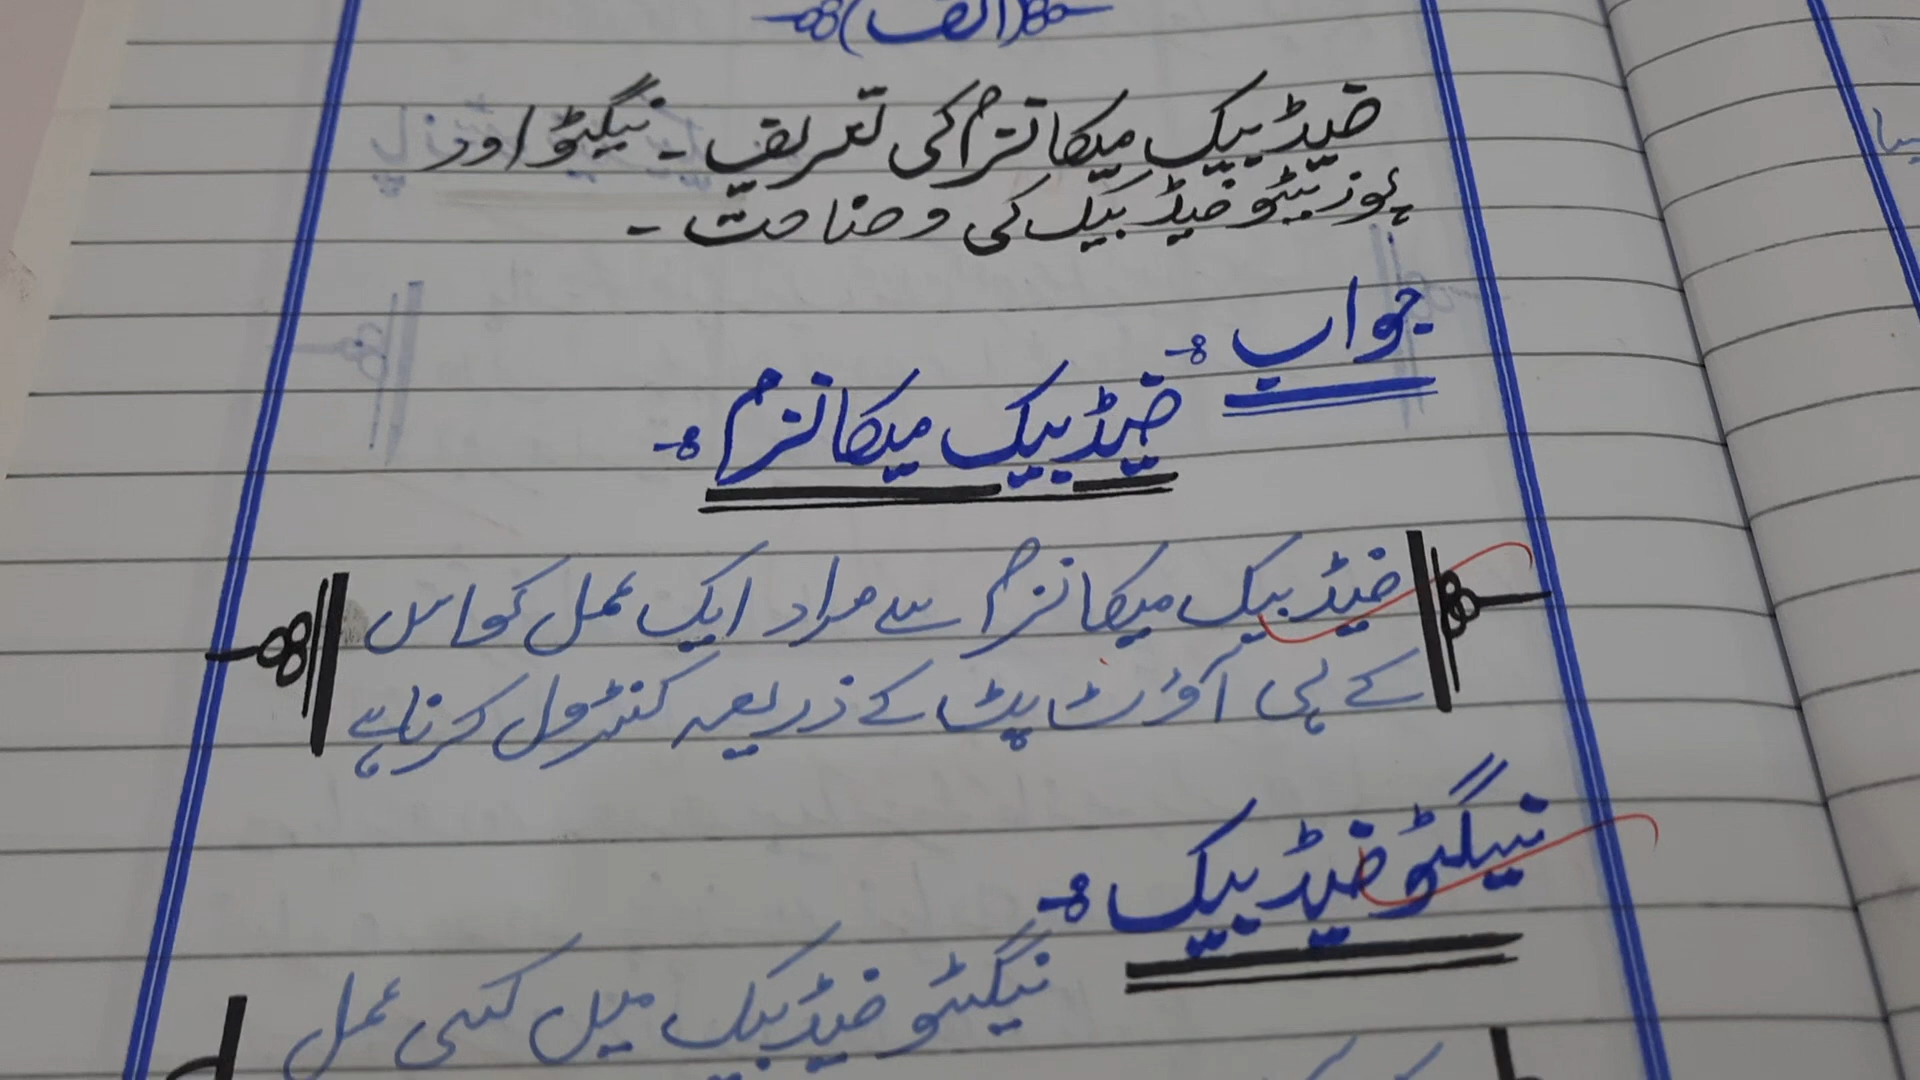 (الف)
فیڈ بیک میکانزم کی تعریف ۔ نیگیٹو اور
پوزیٹو فیڈ بیک کی وضاحت ۔
جواب :-
فیڈ بیک میکانزم :-
فیڈ بیک میکانزم سے مراد ایک عمل کو اس
کے ہی آؤٹ پٹ کے ذریعہ کنٹرول کرنا ہے
نیگیٹو فیڈ بیک :-
نیگیٹو فیڈ بیک میں کسی عمل